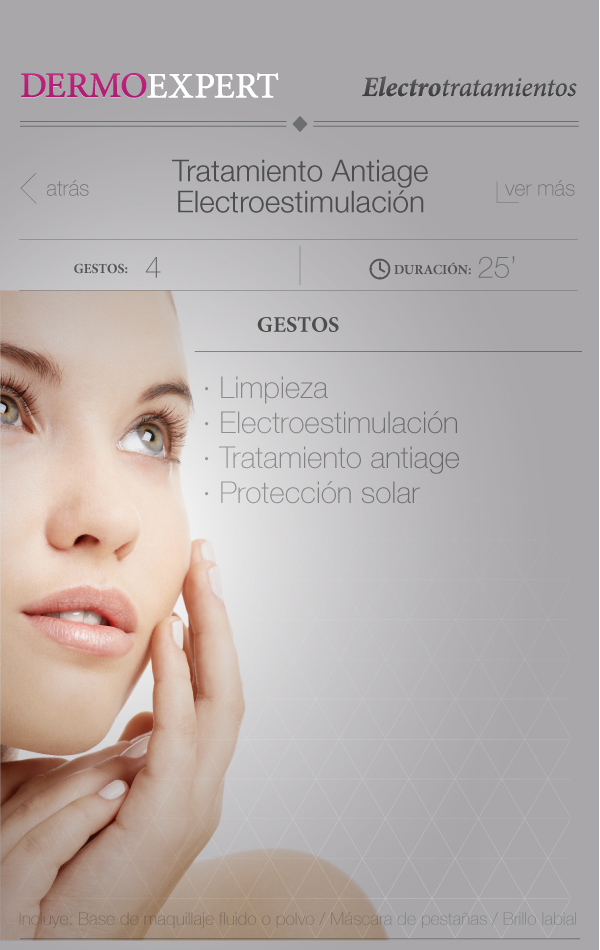 DERMOEXPERT
Electrotratamientos
atrás
Tratamiento Antiage
Electroestimulación
ver más
GESTOS: 4
DURACIÓN: 25'
GESTOS
· Limpieza
· Electroestimulación
· Tratamiento antiage
· Protección solar
Incluye: Base de maquillaje fluido o polvo / Máscara de pestañas / Brillo labial